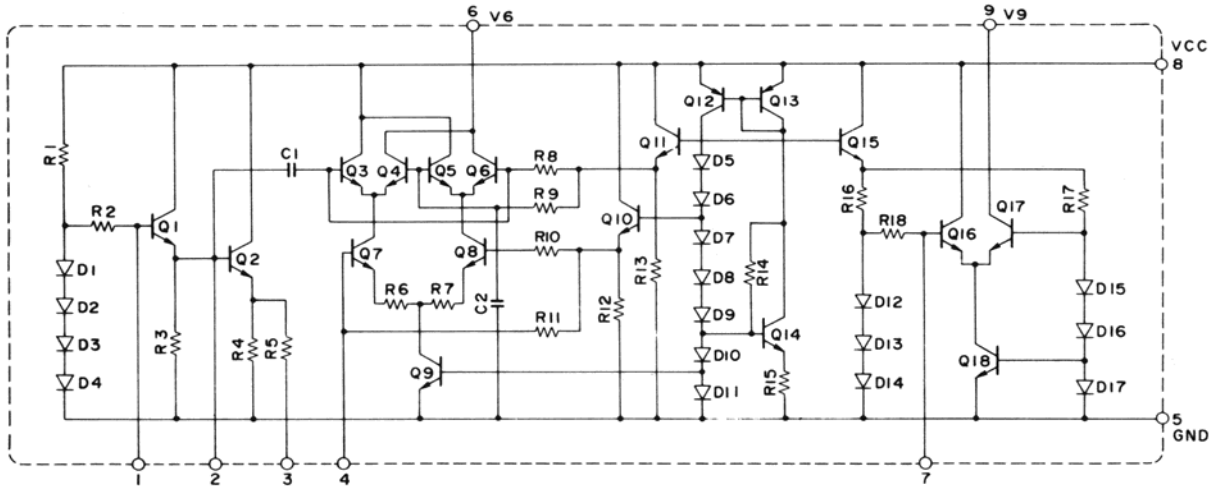 6 V6
9 V9
VCC
8
R1
R2
Q1
D1
D2
D3
D4
R3
Q2
R4
R5
C1
Q3
Q4
Q5
Q6
R8
R9
R10
R11
Q7
Q8
R6
R7
C2
Q9
Q10
R12
Q11
R13
Q12
Q13
D5
D6
D7
D8
D9
D10
D11
R14
Q14
R15
Q15
R16
R18
Q16
Q17
R17
D12
D13
D14
Q18
D15
D16
D17
5
GND
1
2
3
4
7